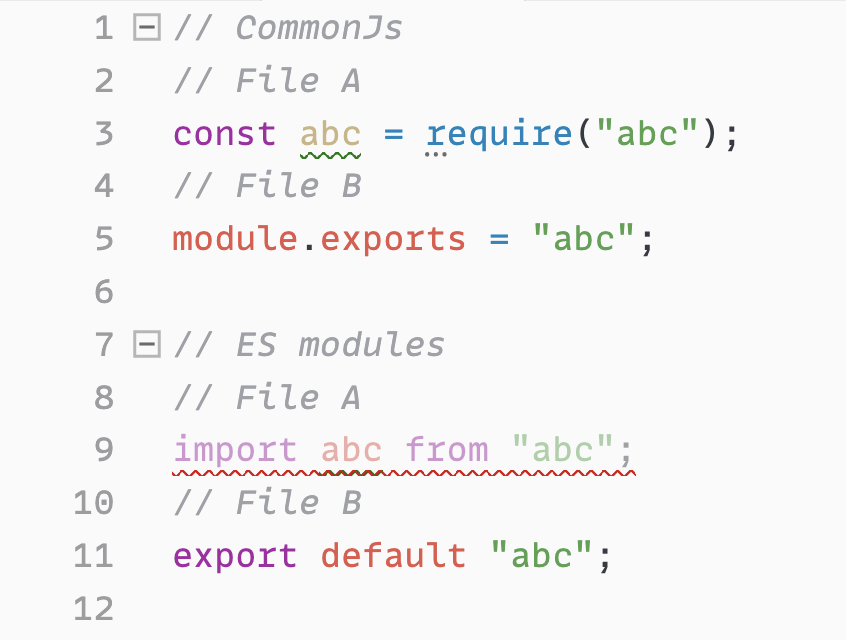 1 // CommonJs
2 // File A
3 const abc = require("abc");
4 // File B
5 module.exports = "abc";
6
7 // ES modules
8 // File A
9 import abc from "abc";
10 // File B
11 export default "abc";
12